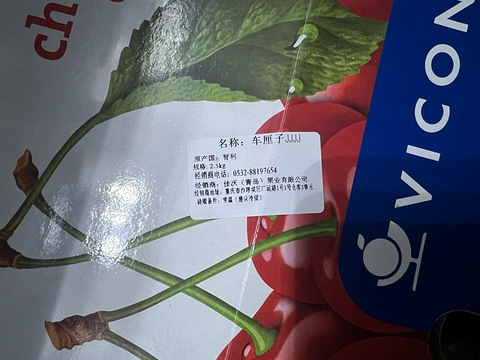 ch
VICON
名称：车厘子JJJJ
原产国：智利
规格：2.5kg
经销商电话：0532-88197654
经销商：佳沃（青岛）果业有限公司
储藏条件：常温（建议冷藏）